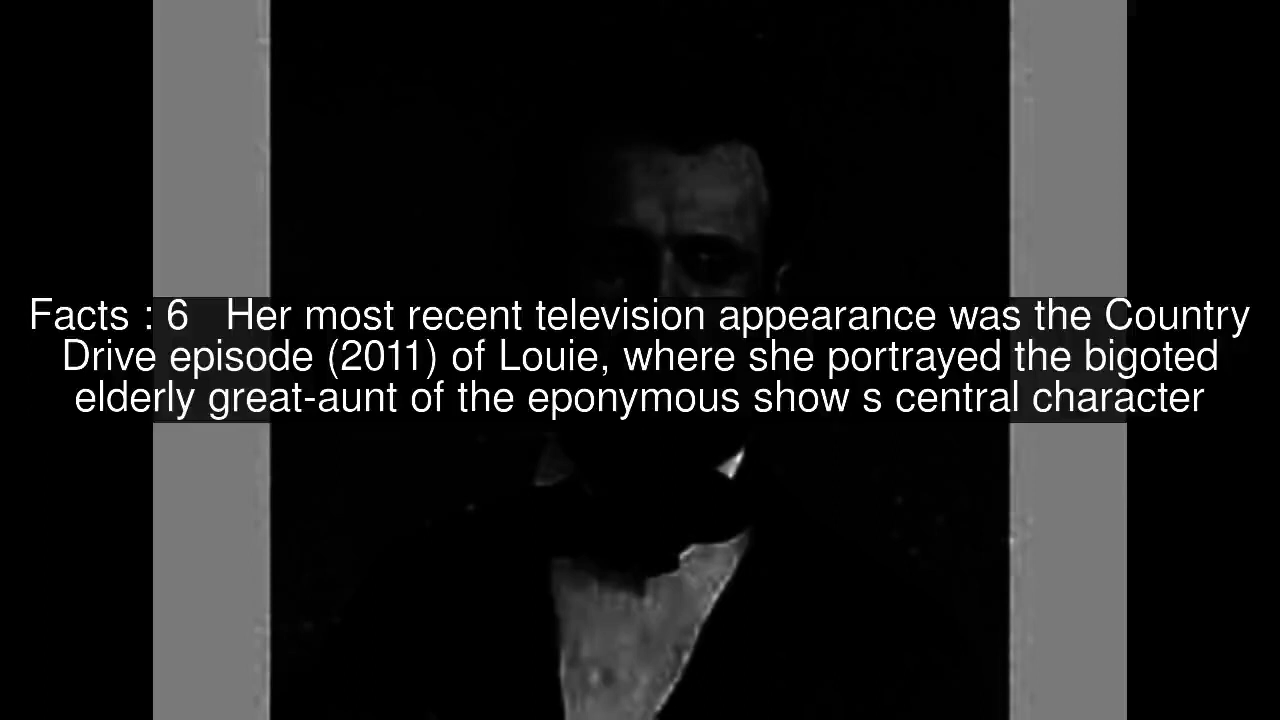 Facts : 6   Her most recent television appearance was the Country
Drive episode (2011) of Louie, where she portrayed the bigoted
elderly great-aunt of the eponymous show s central character